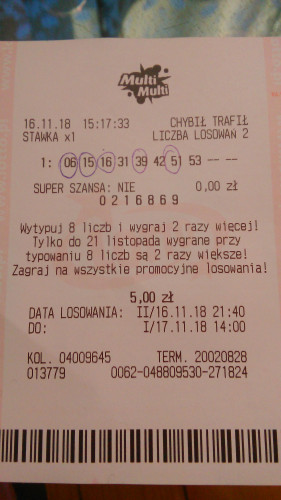 Multi
Multi
16.11.18 15:17:33 CHYBIŁ TRAFIŁ
STAWKA x1 LICZBA LOSOWAŃ 2
1: 06 15 16 31 39 42 51 53 -- --
SUPER SZANSA: NIE 0,00 zł
0216869
Wytypuj 8 liczb i wygraj 2 razy więcej!
Tylko do 21 listopada wygrane przy
typowaniu 8 liczb są 2 razy większe!
Zagraj na wszystkie promocyjne losowania!
5,00 zł
DATA LOSOWANIA: II/16.11.18 21:40
DO: I/17.11.18 14:00
KOL. 04009645 TERM. 20020828
013779 0062-048809530-271824